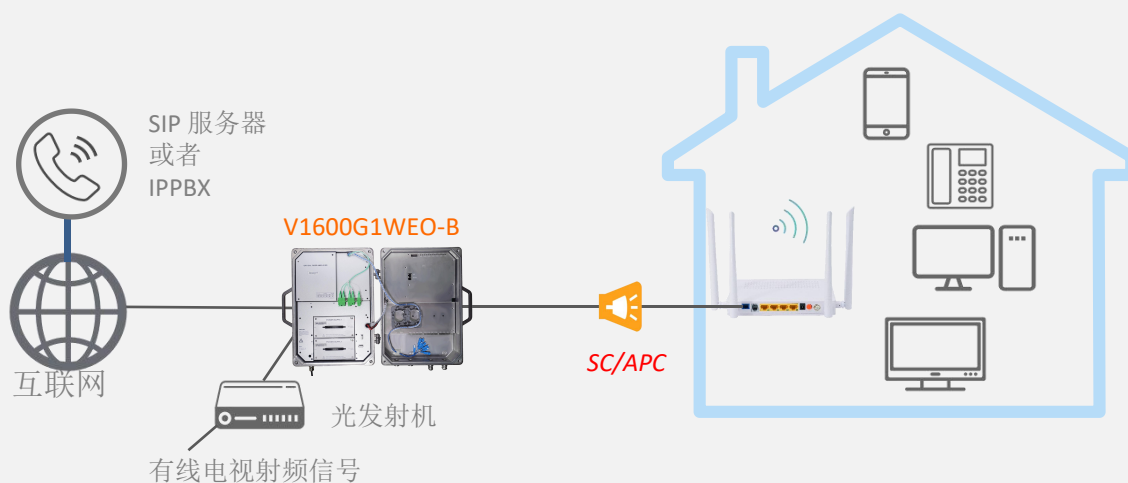 SIP 服务器
或者
IPPBX
V1600G1WEO-B
SC/APC
互联网
光发射机
有线电视射频信号